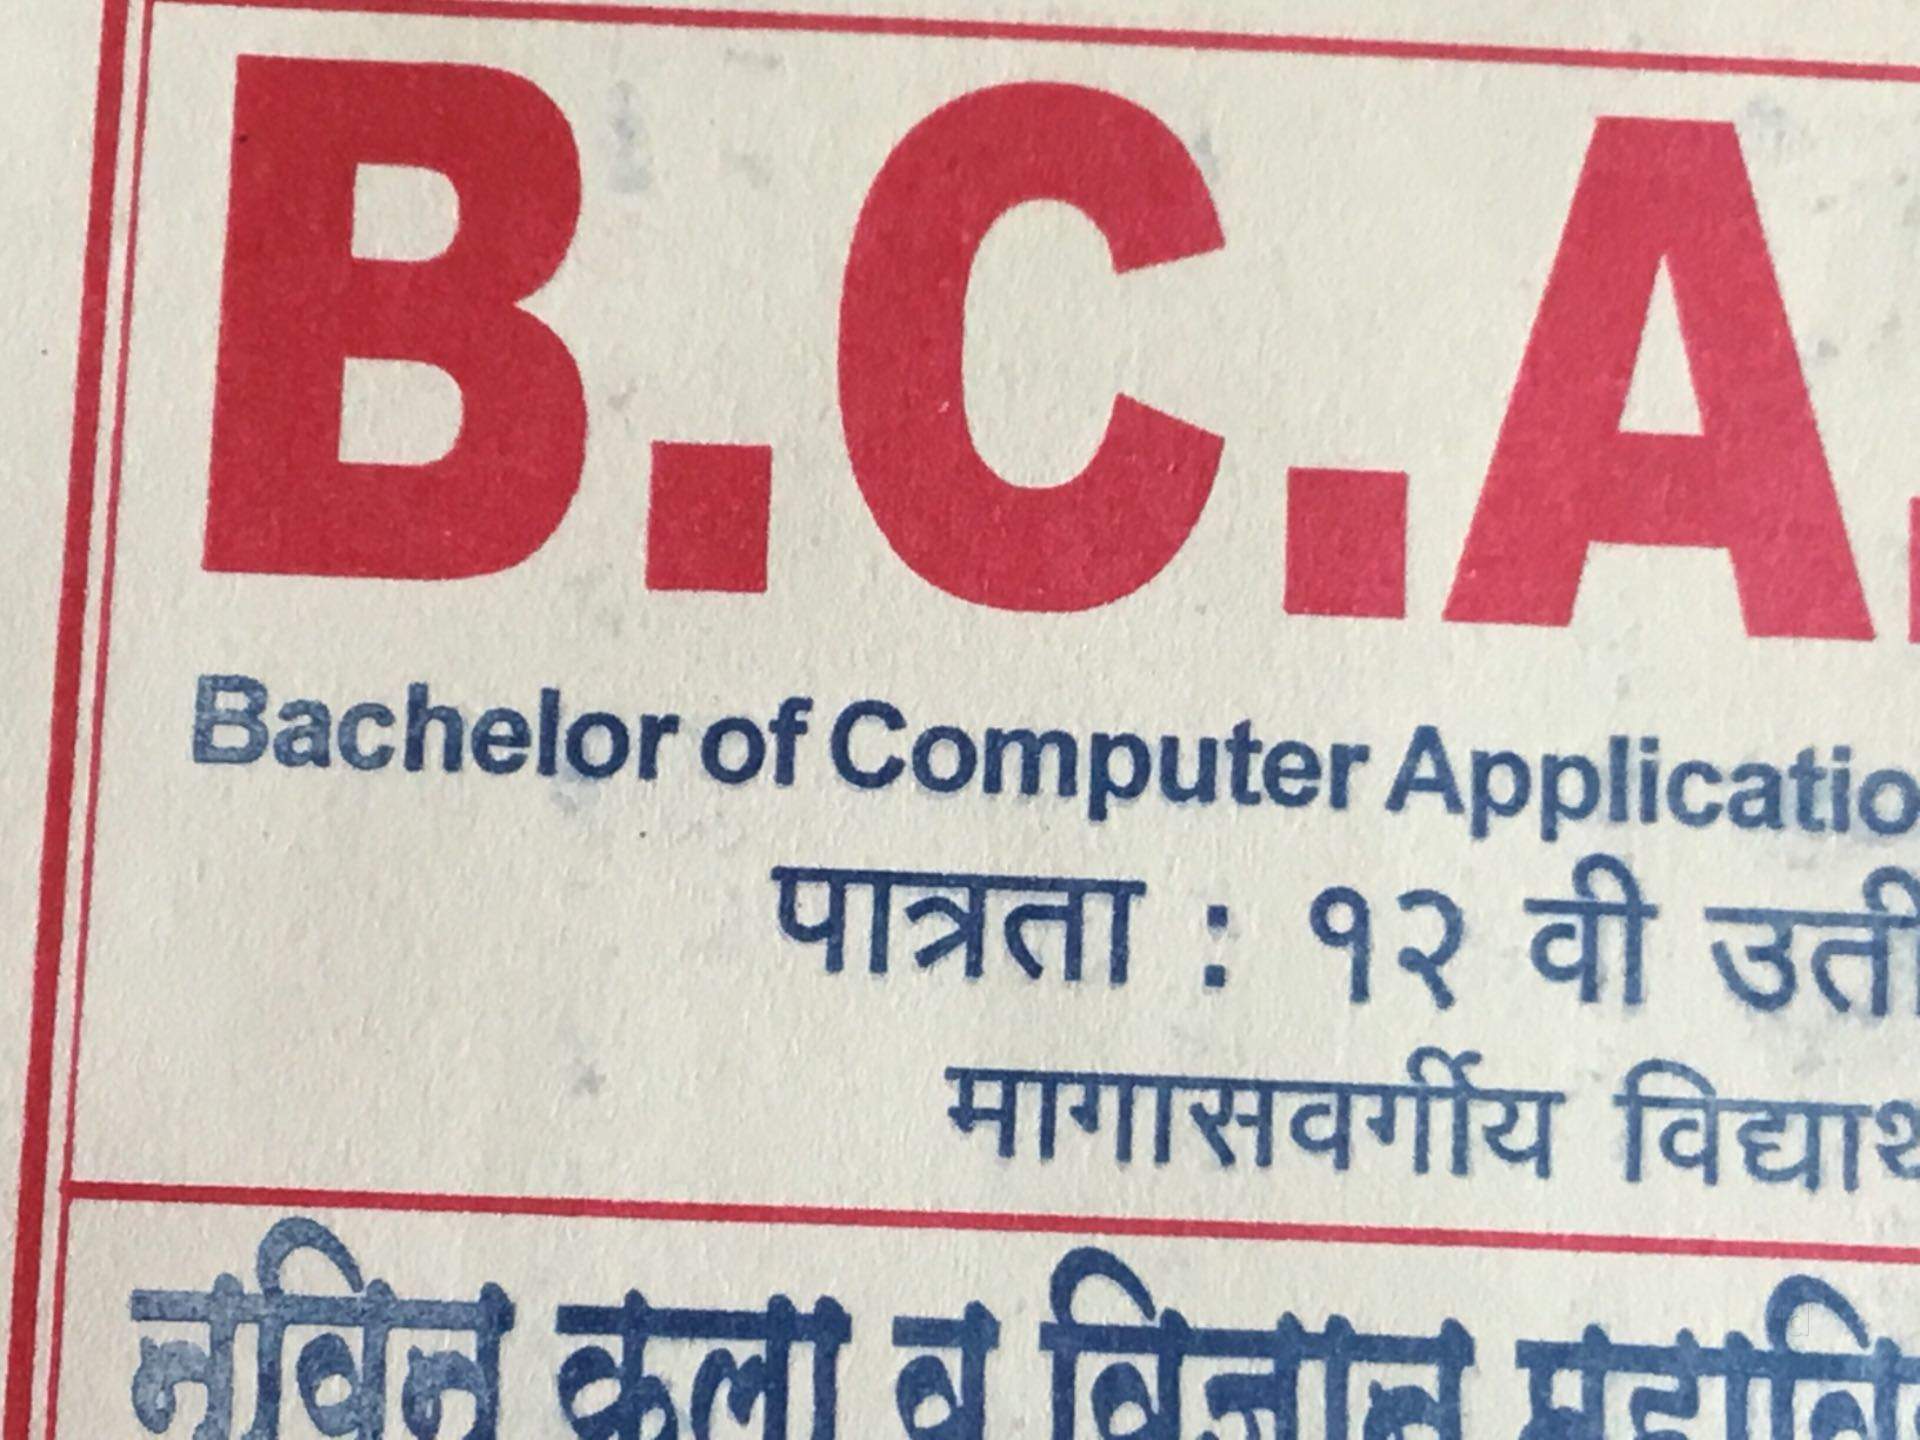 B.C.A.
Bachelor of Computer Applicatio
पात्रता : १२ वी उती
मागासवर्गीय विद्यार्थ
नविन कला व विज्ञान महावि